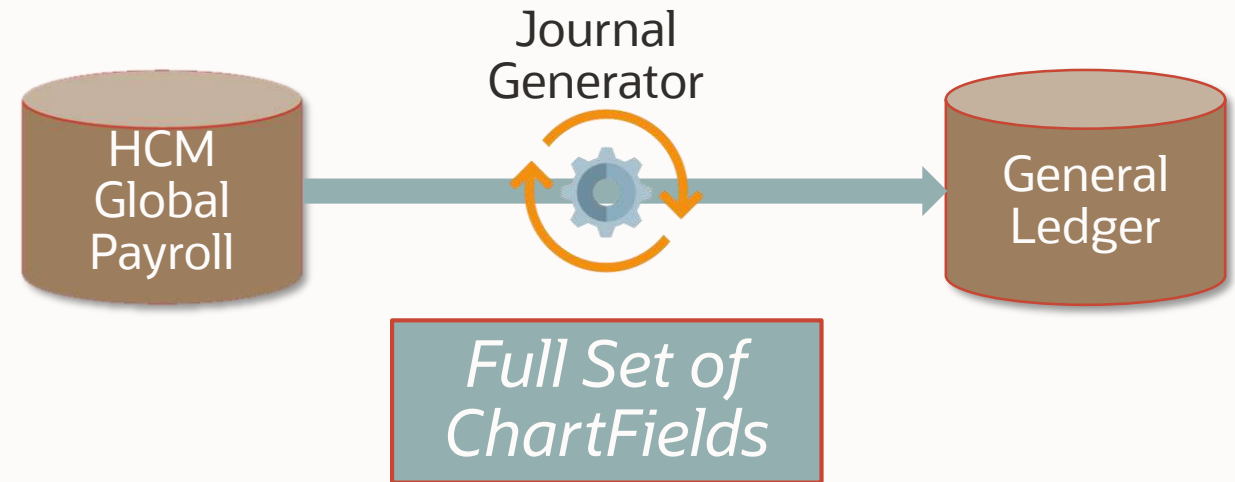 Journal
Generator
HCM
Global
Payroll
General
Ledger
Full Set of
ChartFields